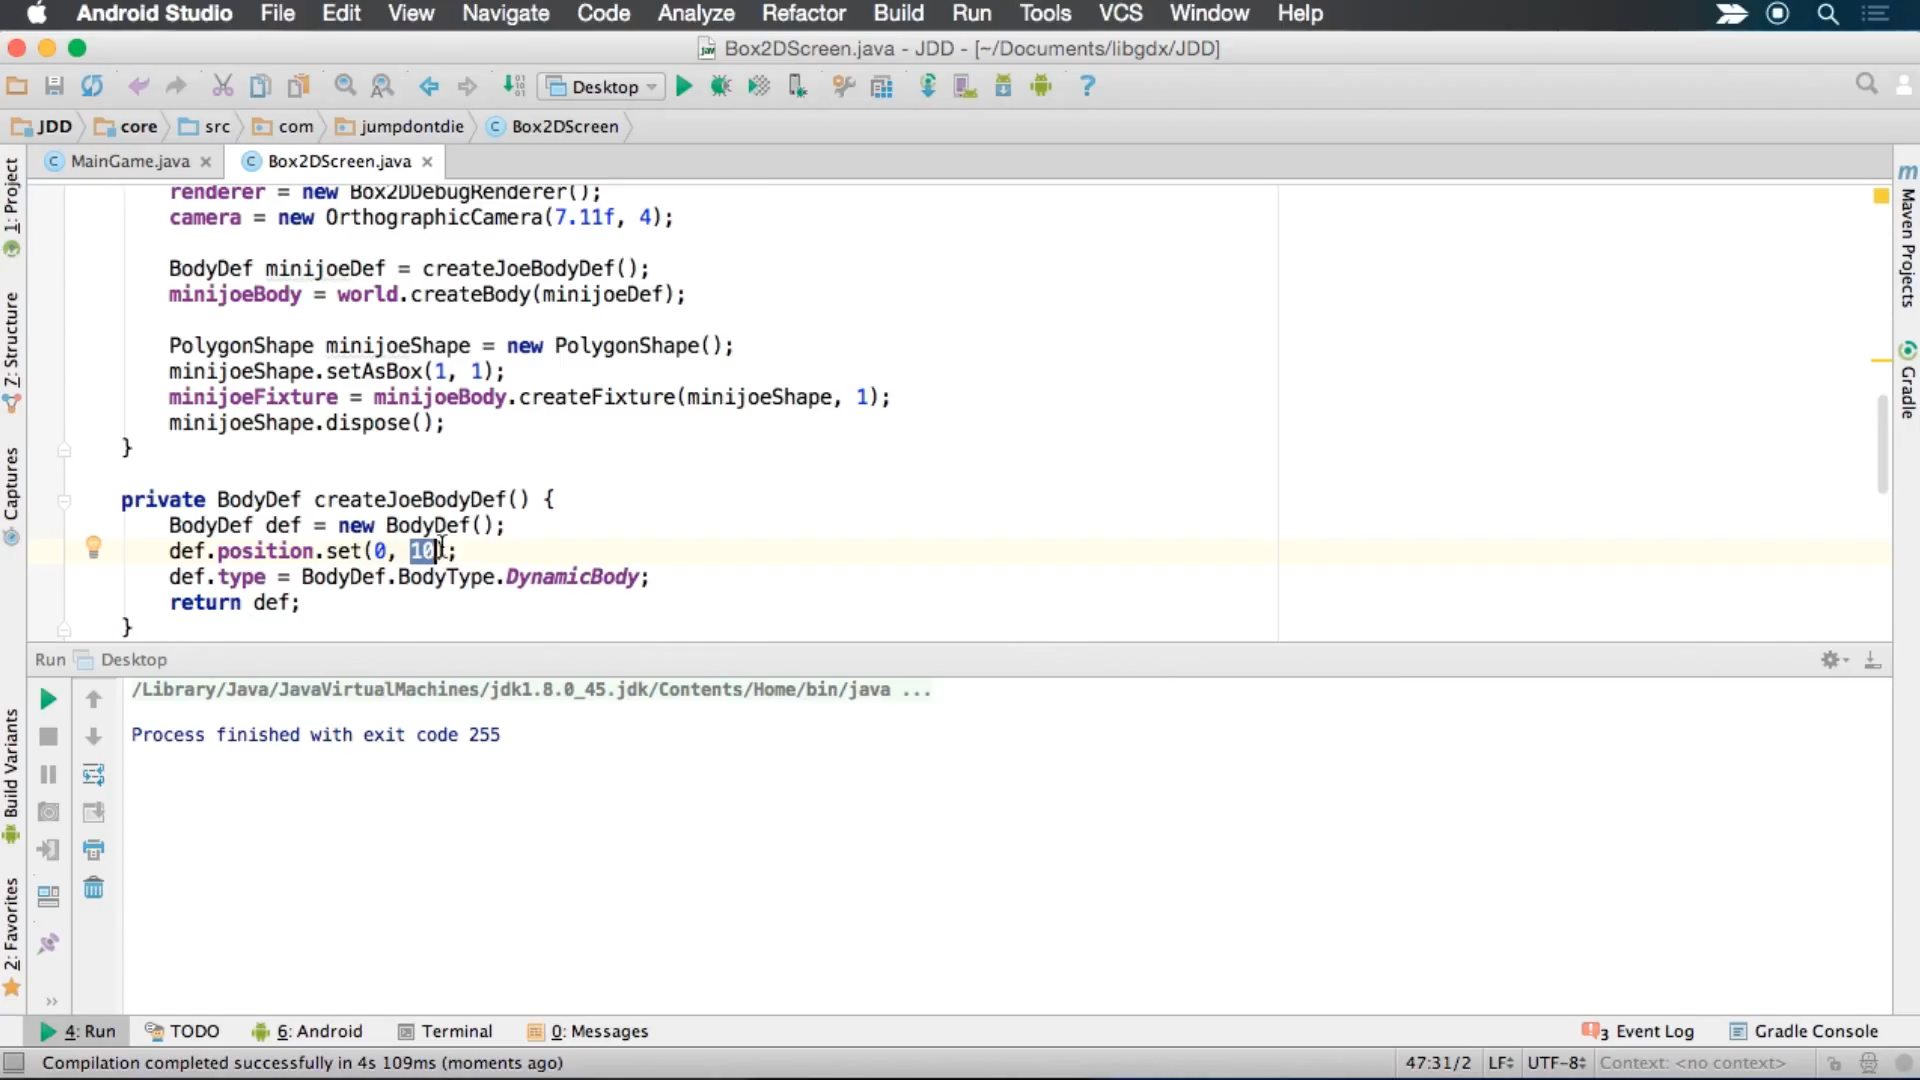 Android Studio File Edit View Navigate Code Analyze Refactor Build Run Tools VCS Window Help
Box2DScreen.java - JDD - [~/Documents/libgdx/JDD]
Desktop
JDD core src com jumpdontdie Box2DScreen
MainGame.java Box2DScreen.java
renderer = new Box2DDebugRenderer();
camera = new OrthographicCamera(7.11f, 4);
BodyDef minijoeDef = createJoeBodyDef();
minijoeBody = world.createBody(minijoeDef);
PolygonShape minijoeShape = new PolygonShape();
minijoeShape.setAsBox(1, 1);
minijoeFixture = minijoeBody.createFixture(minijoeShape, 1);
minijoeShape.dispose();
}
private BodyDef createJoeBodyDef() {
BodyDef def = new BodyDef();
def.position.set(0, 10);
def.type = BodyDef.BodyType.DynamicBody;
return def;
}
1: Project
7: Structure
Captures
Build Variants
2: Favorites
Maven Projects
Gradle
Run Desktop
/Library/Java/JavaVirtualMachines/jdk1.8.0_45.jdk/Contents/Home/bin/java ...
Process finished with exit code 255
4: Run TODO 6: Android Terminal 0: Messages 3 Event Log Gradle Console
Compilation completed successfully in 4s 109ms (moments ago) 47:31/2 LF UTF-8 Context: <no context>